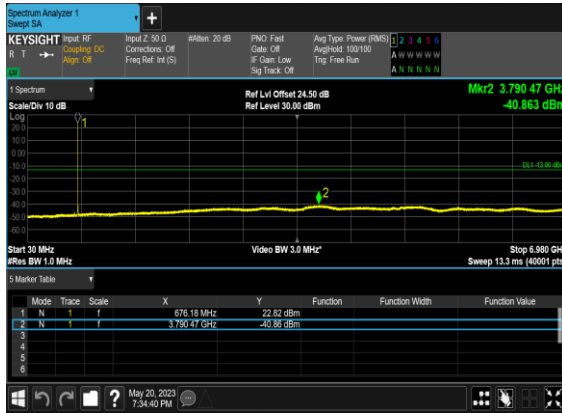 Spectrum Analyzer 1
Swept SA
+
KEYSIGHT Input: RF Input Z: 50 Ω #Atten: 20 dB PNO: Fast Avg Type: Power (RMS) 1 2 3 4 5 6
R T Coupling: DC Corrections: Off Gate: Off Avg|Hold: 100/100 A W W W W W
Align: Off Freq Ref: Int (S) IF Gain: Low Trig: Free Run
LXI Sig Track: Off A N N N N N
1 Spectrum Ref Lvl Offset 24.50 dB Mkr2 3.790 47 GHz
Scale/Div 10 dB Ref Level 30.00 dBm -40.863 dBm
Log
1
20.0
10.0
0.00
-10.0
DL1 -13.00 dBm
-20.0
-30.0
2
-40.0
-50.0
-60.0
Start 30 MHz Video BW 3.0 MHz* Stop 6.980 GHz
#Res BW 1.0 MHz Sweep 13.3 ms (40001 pts)
5 Marker Table
Mode Trace Scale X Y Function Function Width Function Value
1 N 1 f 676.18 MHz 22.82 dBm
2 N 1 f 3.790 47 GHz -40.86 dBm
3
4
5
6
? May 20, 2023
7:34:40 PM